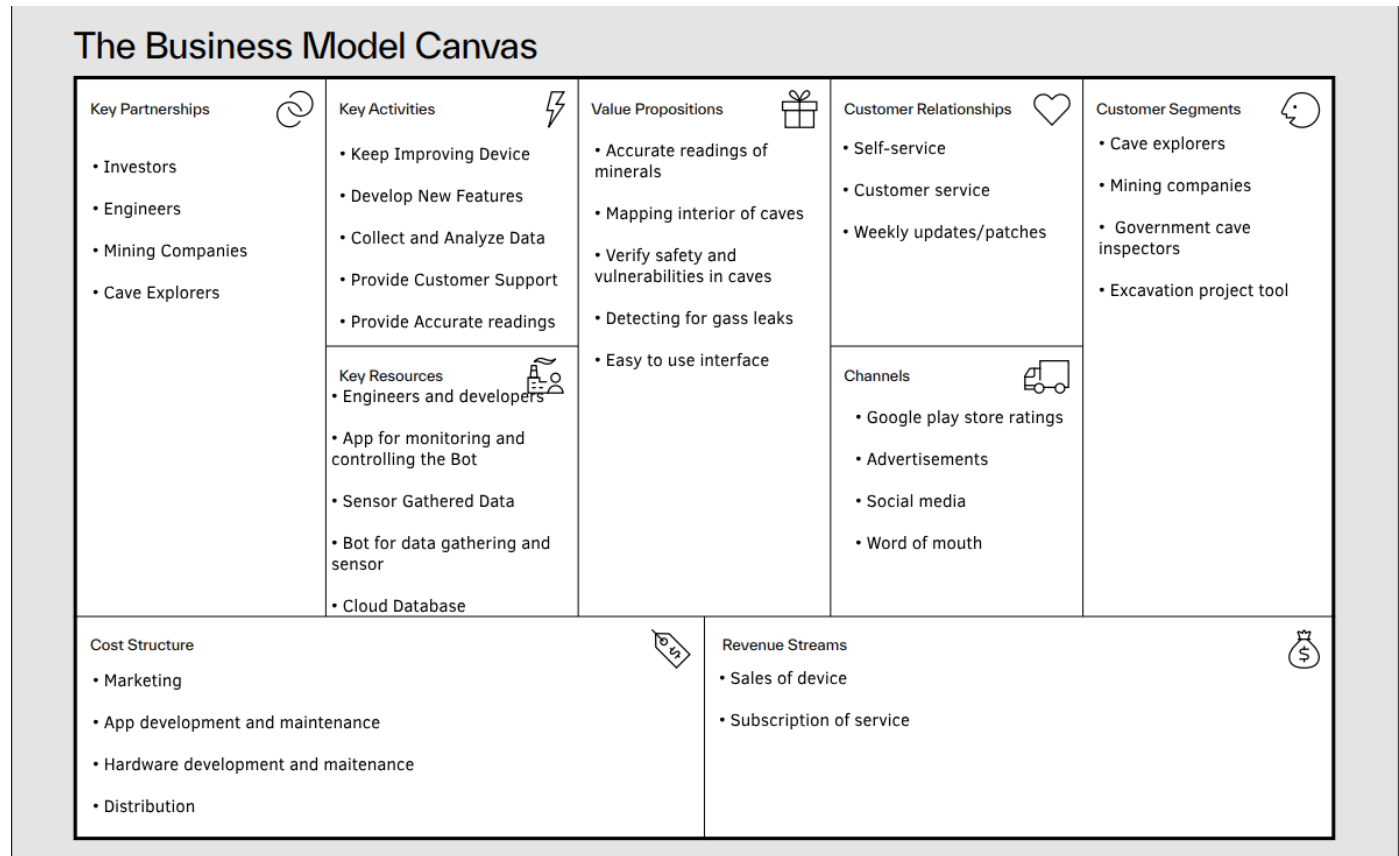 The Business Model Canvas
Key Partnerships
• Investors
• Engineers
• Mining Companies
• Cave Explorers
Key Activities
• Keep Improving Device
• Develop New Features
• Collect and Analyze Data
• Provide Customer Support
• Provide Accurate readings
Key Resources
• Engineers and developers
• App for monitoring and
controlling the Bot
• Sensor Gathered Data
• Bot for data gathering and
sensor
• Cloud Database
Value Propositions
• Accurate readings of
minerals
• Mapping interior of caves
• Verify safety and
vulnerabilities in caves
• Detecting for gass leaks
• Easy to use interface
Customer Relationships
• Self-service
• Customer service
• Weekly updates/patches
Channels
• Google play store ratings
• Advertisements
• Social media
• Word of mouth
Customer Segments
• Cave explorers
• Mining companies
• Government cave
inspectors
• Excavation project tool
Cost Structure
• Marketing
• App development and maintenance
• Hardware development and maitenance
• Distribution
Revenue Streams
• Sales of device
• Subscription of service